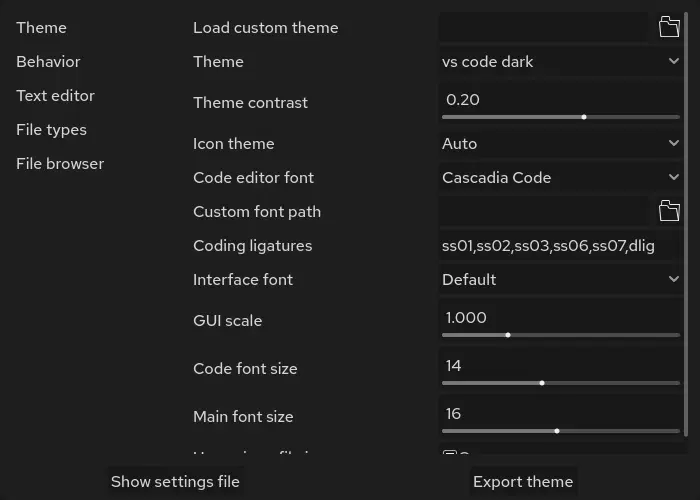 Theme
Behavior
Text editor
File types
File browser
Load custom theme
Theme vs code dark
Theme contrast 0.20
Icon theme Auto
Code editor font Cascadia Code
Custom font path
Coding ligatures ss01,ss02,ss03,ss06,ss07,dlig
Interface font Default
GUI scale 1.000
Code font size 14
Main font size 16
Show settings file Export theme